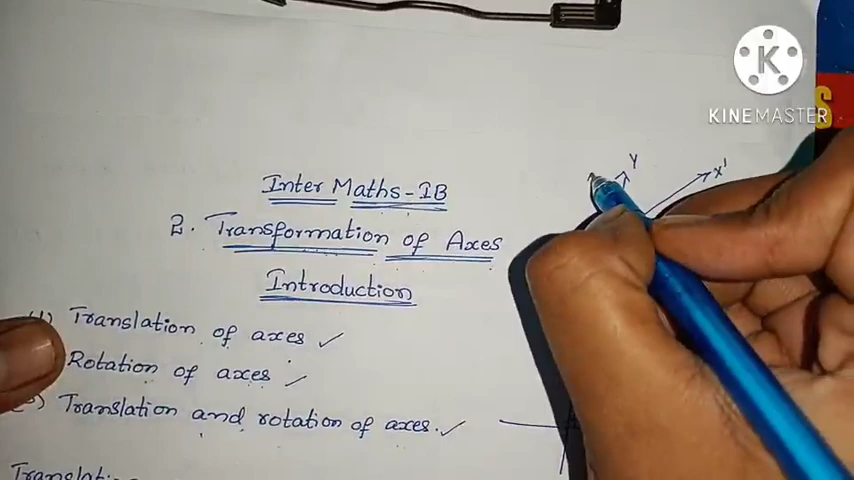 K
KINEMASTER
Inter Maths-IB
2. Transformation of Axes
Introduction
Translation of axes ✓
Rotation of axes ✓
Translation and rotation of axes. ✓
Y
X'